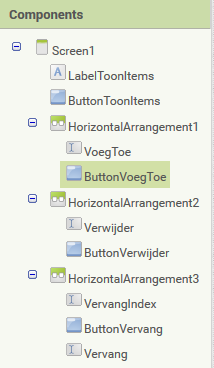 Components
Screen1
A LabelToonItems
ButtonToonItems
HorizontalArrangement1
VoegToe
ButtonVoegToe
HorizontalArrangement2
Verwijder
ButtonVerwijder
HorizontalArrangement3
VervangIndex
ButtonVervang
Vervang